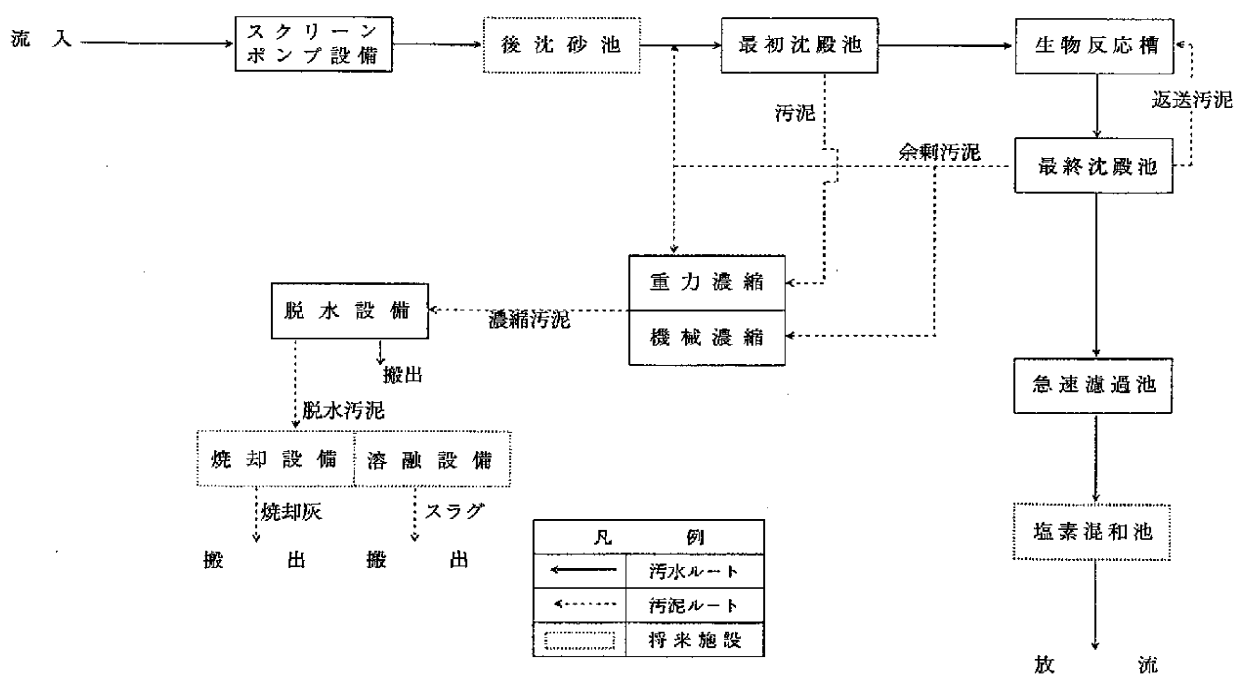 流入
スクリーン
ポンプ設備
後沈砂池
最初沈殿池
生物反応槽
汚泥
返送汚泥
余剰汚泥
最終沈殿池
重力濃縮
機械濃縮
濃縮汚泥
脱水設備
搬出
脱水汚泥
急速濾過池
焼却設備
溶融設備
焼却灰
スラグ
搬出
搬出
塩素混和池
凡例
汚水ルート
汚泥ルート
将来施設
放流